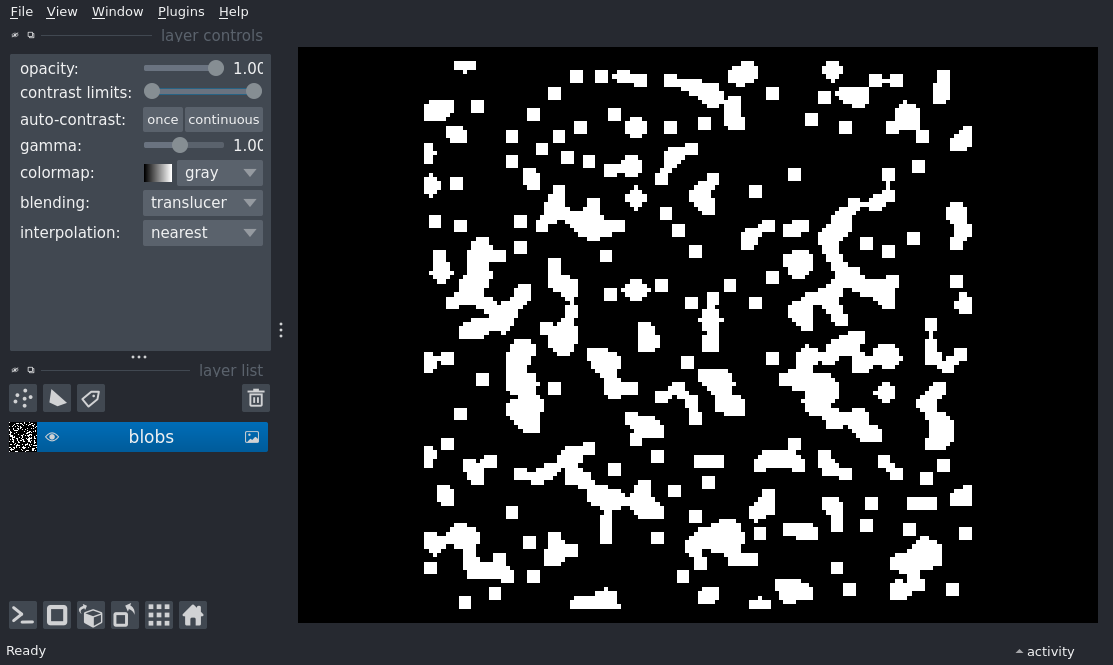 File View Window Plugins Help
layer controls
opacity: 1.00
contrast limits:
auto-contrast: once continuous
gamma: 1.00
colormap: gray
blending: translucer
interpolation: nearest
layer list
blobs
Ready
activity